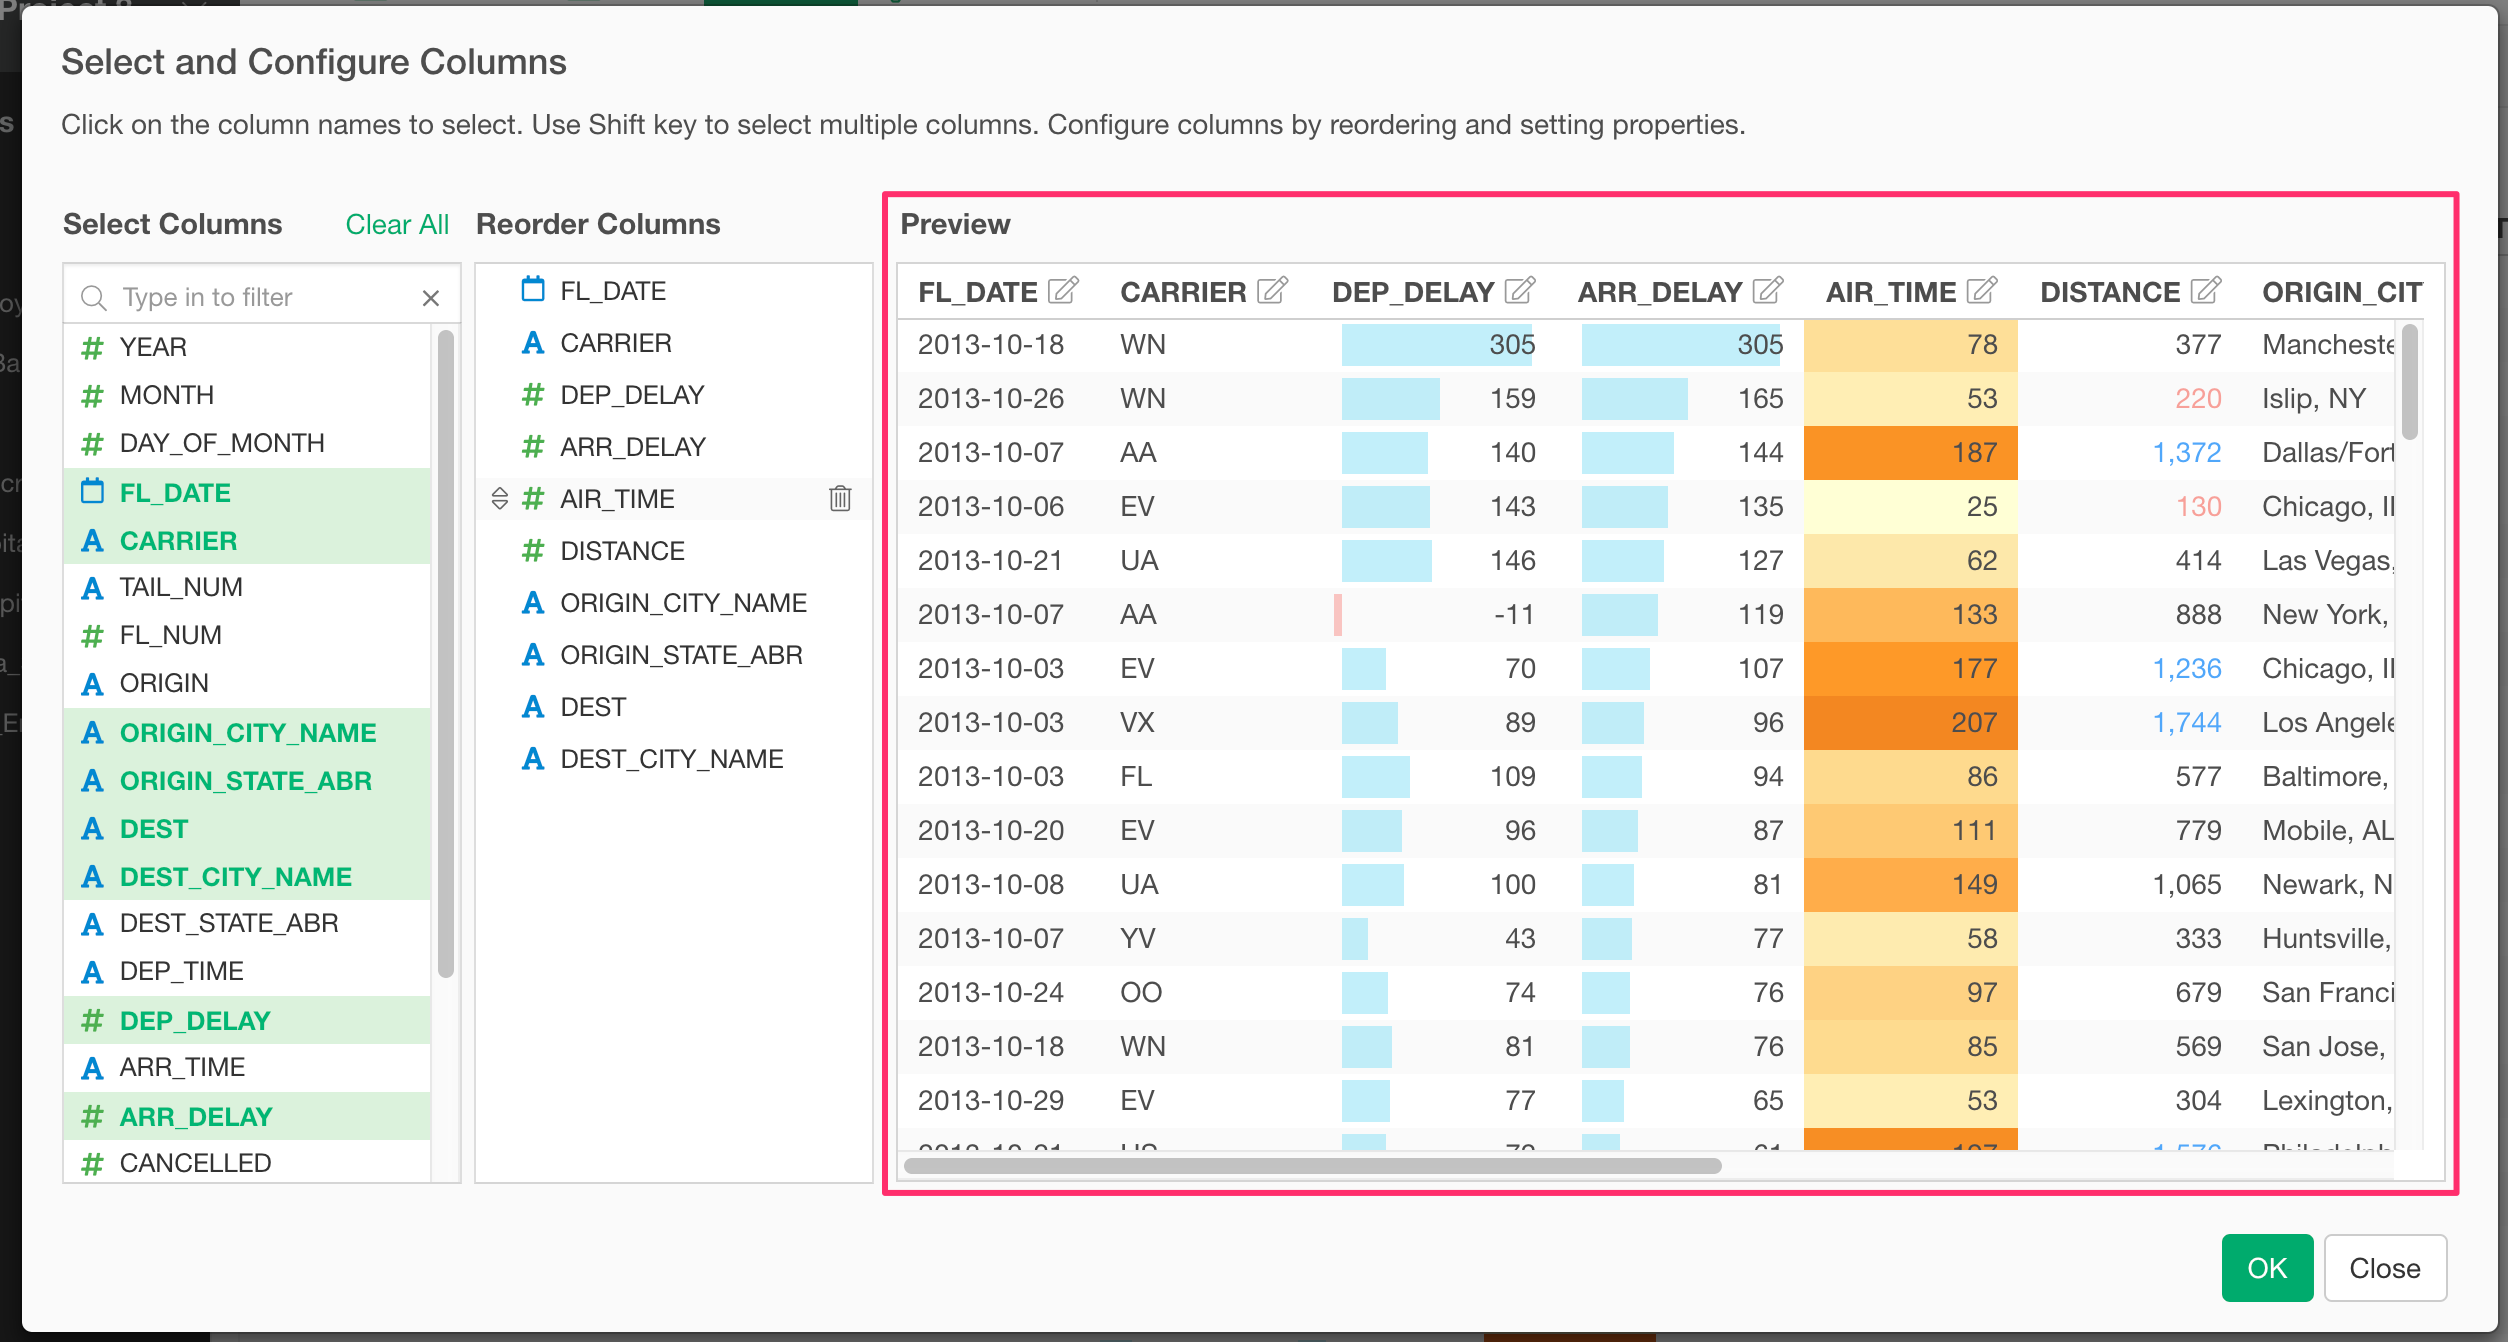 Select and Configure Columns
Click on the column names to select. Use Shift key to select multiple columns. Configure columns by reordering and setting properties.
Select Columns
Clear All
Type in to filter
YEAR
MONTH
DAY_OF_MONTH
FL_DATE
CARRIER
TAIL_NUM
FL_NUM
ORIGIN
ORIGIN_CITY_NAME
ORIGIN_STATE_ABR
DEST
DEST_CITY_NAME
DEST_STATE_ABR
DEP_TIME
DEP_DELAY
ARR_TIME
ARR_DELAY
CANCELLED
Reorder Columns
FL_DATE
CARRIER
DEP_DELAY
ARR_DELAY
AIR_TIME
DISTANCE
ORIGIN_CITY_NAME
ORIGIN_STATE_ABR
DEST
DEST_CITY_NAME
Preview
FL_DATE CARRIER DEP_DELAY ARR_DELAY AIR_TIME DISTANCE ORIGIN_CIT
2013-10-18 WN 305 305 78 377 Mancheste
2013-10-26 WN 159 165 53 220 Islip, NY
2013-10-07 AA 140 144 187 1,372 Dallas/Fort
2013-10-06 EV 143 135 25 130 Chicago, Il
2013-10-21 UA 146 127 62 414 Las Vegas,
2013-10-07 AA -11 119 133 888 New York,
2013-10-03 EV 70 107 177 1,236 Chicago, Il
2013-10-03 VX 89 96 207 1,744 Los Angele
2013-10-03 FL 109 94 86 577 Baltimore,
2013-10-20 EV 96 87 111 779 Mobile, AL
2013-10-08 UA 100 81 149 1,065 Newark, N
2013-10-07 YV 43 77 58 333 Huntsville,
2013-10-24 OO 74 76 97 679 San Franci
2013-10-18 WN 81 76 85 569 San Jose,
2013-10-29 EV 77 65 53 304 Lexington,
OK
Close